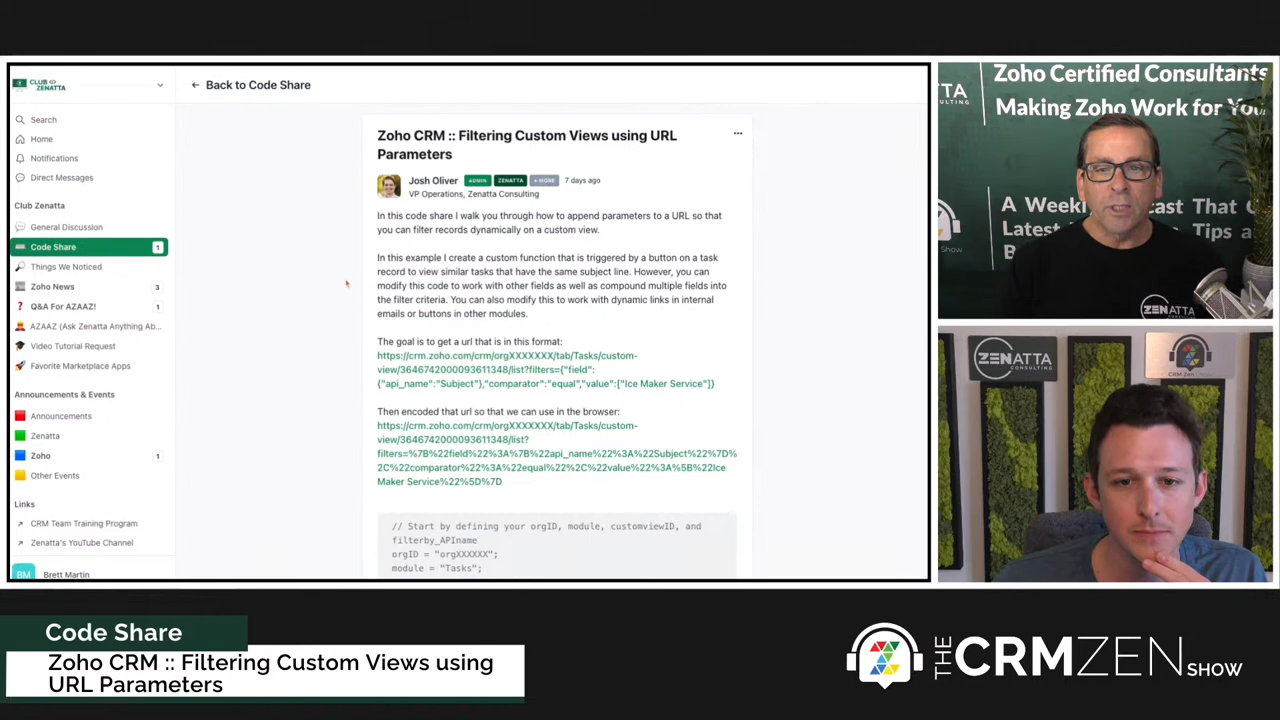 CLUB </>
ZENATTA
Search
Home
Notifications
Direct Messages
Club Zenatta
General Discussion
Code Share 1
Things We Noticed
Zoho News 3
Q&A For AZAAZ! 1
AZAAZ (Ask Zenatta Anything Ab...
Video Tutorial Request
Favorite Marketplace Apps
Announcements & Events
Announcements
Zenatta
Zoho 1
Other Events
Links
CRM Team Training Program
Zenatta's YouTube Channel
BM Brett Martin
← Back to Code Share
Zoho CRM :: Filtering Custom Views using URL
Parameters
Josh Oliver ADMIN ZENATTA + MORE 7 days ago
VP Operations, Zenatta Consulting
In this code share I walk you through how to append parameters to a URL so that
you can filter records dynamically on a custom view.
In this example I create a custom function that is triggered by a button on a task
record to view similar tasks that have the same subject line. However, you can
modify this code to work with other fields as well as compound multiple fields into
the filter criteria. You can also modify this to work with dynamic links in internal
emails or buttons in other modules.
The goal is to get a url that is in this format:
https://crm.zoho.com/crm/orgXXXXXXX/tab/Tasks/custom-
view/3646742000093611348/list?filters={"field":
{"api_name":"Subject"},"comparator":"equal","value":["Ice Maker Service"]}
Then encoded that url so that we can use in the browser:
https://crm.zoho.com/crm/orgXXXXXXX/tab/Tasks/custom-
view/3646742000093611348/list?
filters=%7B%22field%22%3A%7B%22api_name%22%3A%22Subject%22%7D%
2C%22comparator%22%3A%22equal%22%2C%22value%22%3A%5B%22Ice
Maker Service%22%5D%7D
// Start by defining your orgID, module, customviewID, and
filterby_APIname
orgID = "orgXXXXXX";
module = "Tasks";
Zoho Certified Consultants
Making Zoho Work for You
TTA
SULTING
A Weekly
Latest
Tips
Show
ZENATTA
CONSULTING
ZENATTA
CONSULTING
CRM Zen
Code Share
Zoho CRM :: Filtering Custom Views using
URL Parameters
THE CRMZEN SHOW